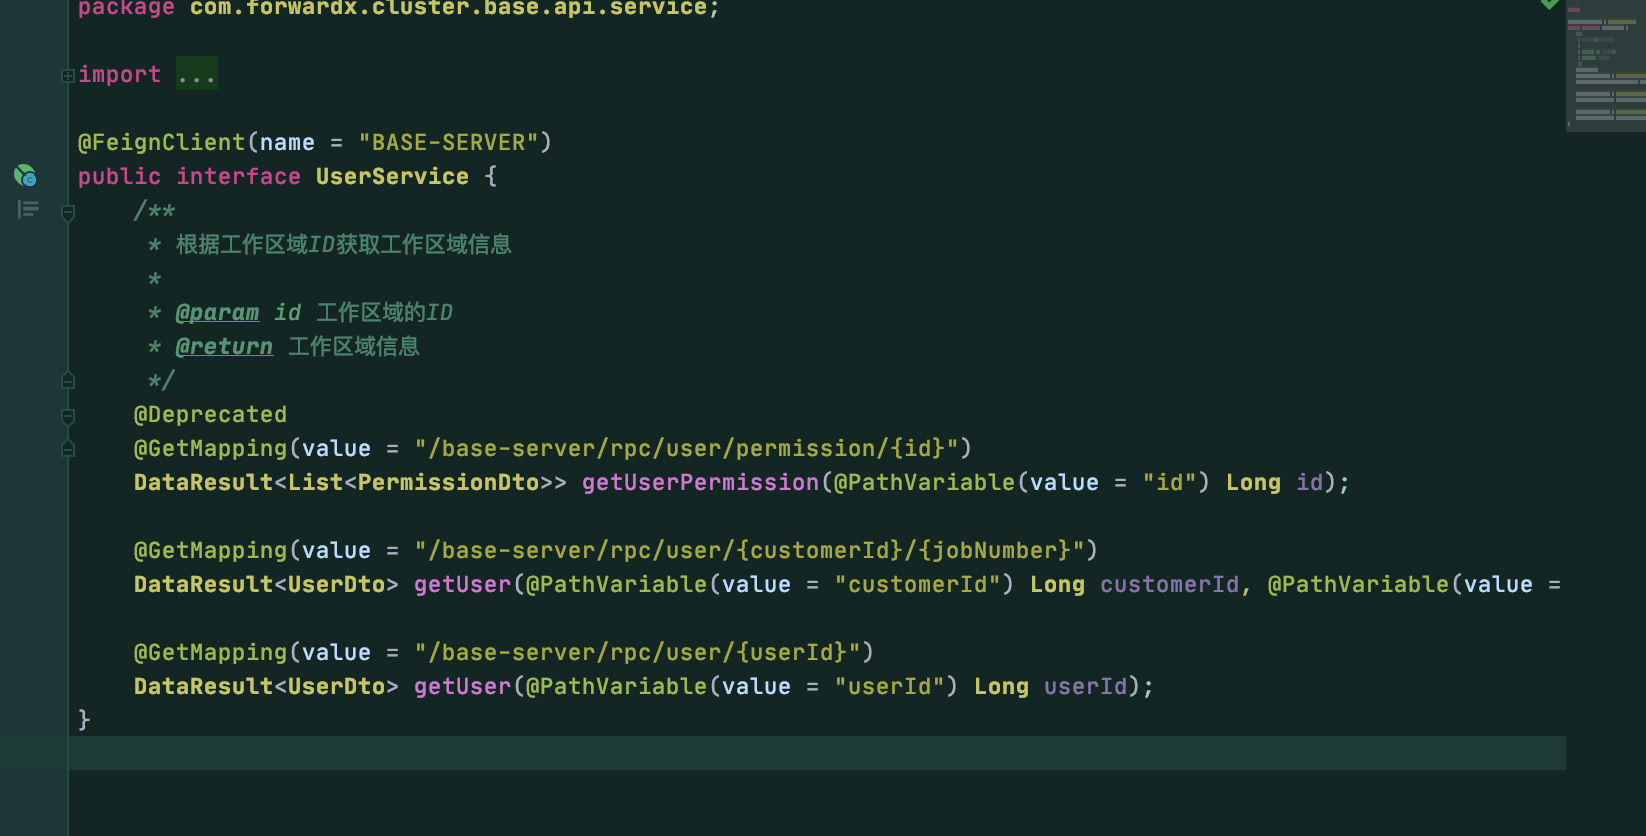 package com.forwardx.cluster.base.api.service;
import ...
@FeignClient(name = "BASE-SERVER")
public interface UserService {
/**
* 根据工作区域ID获取工作区域信息
*
* @param id 工作区域的ID
* @return 工作区域信息
*/
@Deprecated
@GetMapping(value = "/base-server/rpc/user/permission/{id}")
DataResult<List<PermissionDto>> getUserPermission(@PathVariable(value = "id") Long id);
@GetMapping(value = "/base-server/rpc/user/{customerId}/{jobNumber}")
DataResult<UserDto> getUser(@PathVariable(value = "customerId") Long customerId, @PathVariable(value =
@GetMapping(value = "/base-server/rpc/user/{userId}")
DataResult<UserDto> getUser(@PathVariable(value = "userId") Long userId);
}